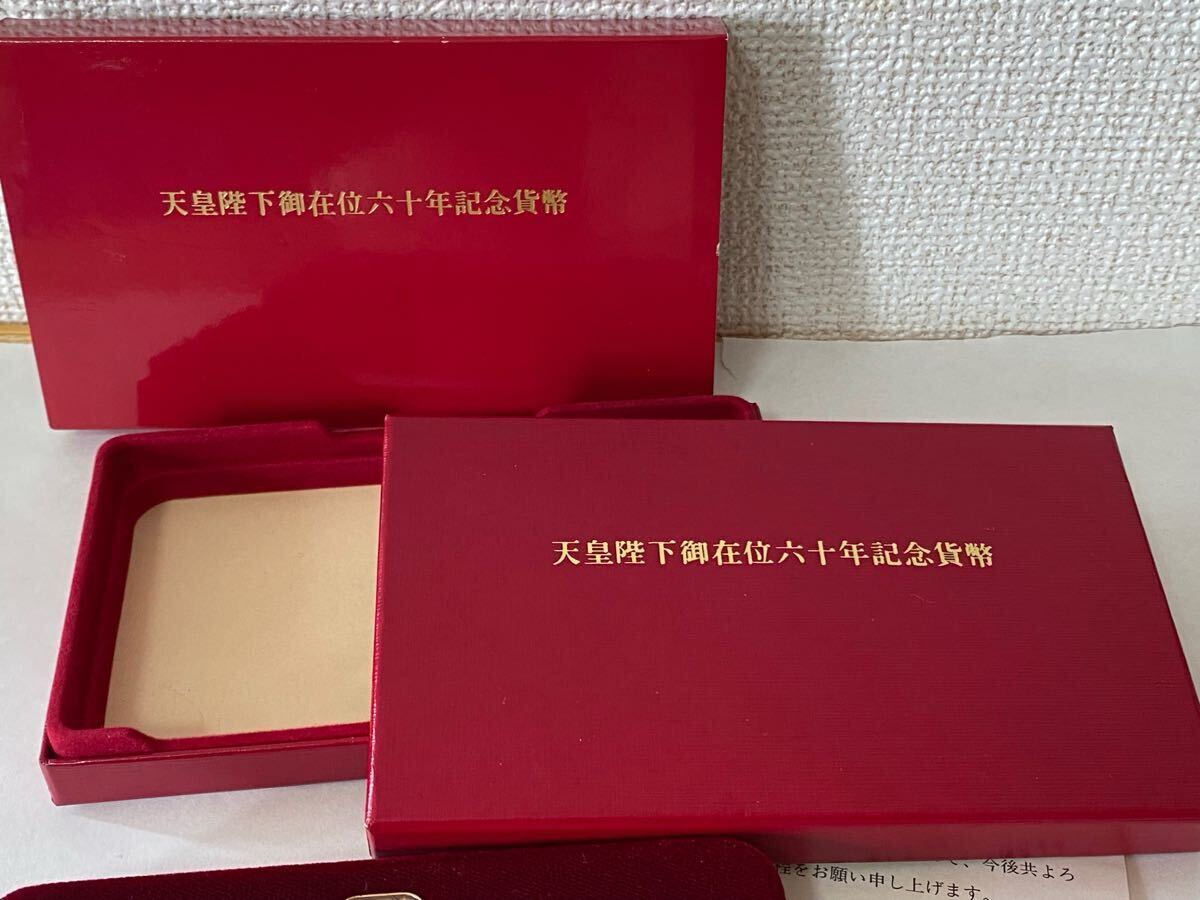 天皇陛下御在位六十年記念貨幣
天皇陛下御在位六十年記念貨幣
、今後共よろ
をお願い申し上げます。